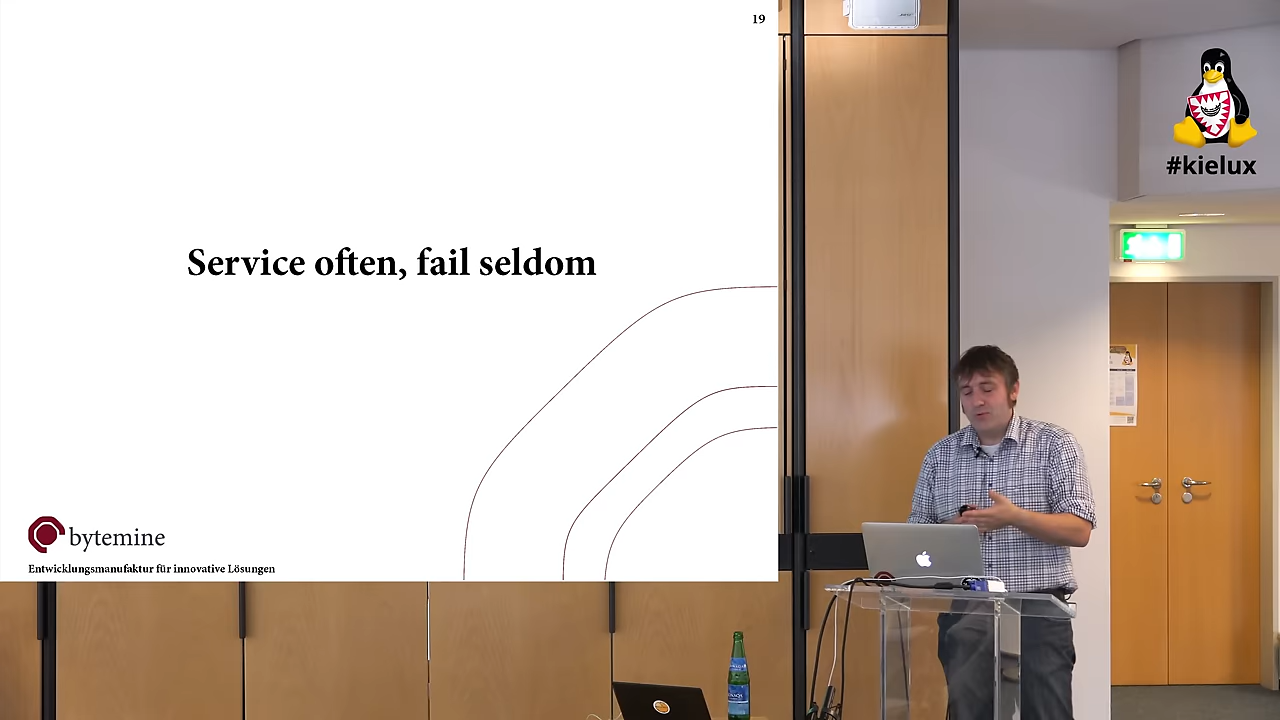 19
Service often, fail seldom
bytemine
Entwicklungsmanufaktur für innovative Lösungen
#kielux